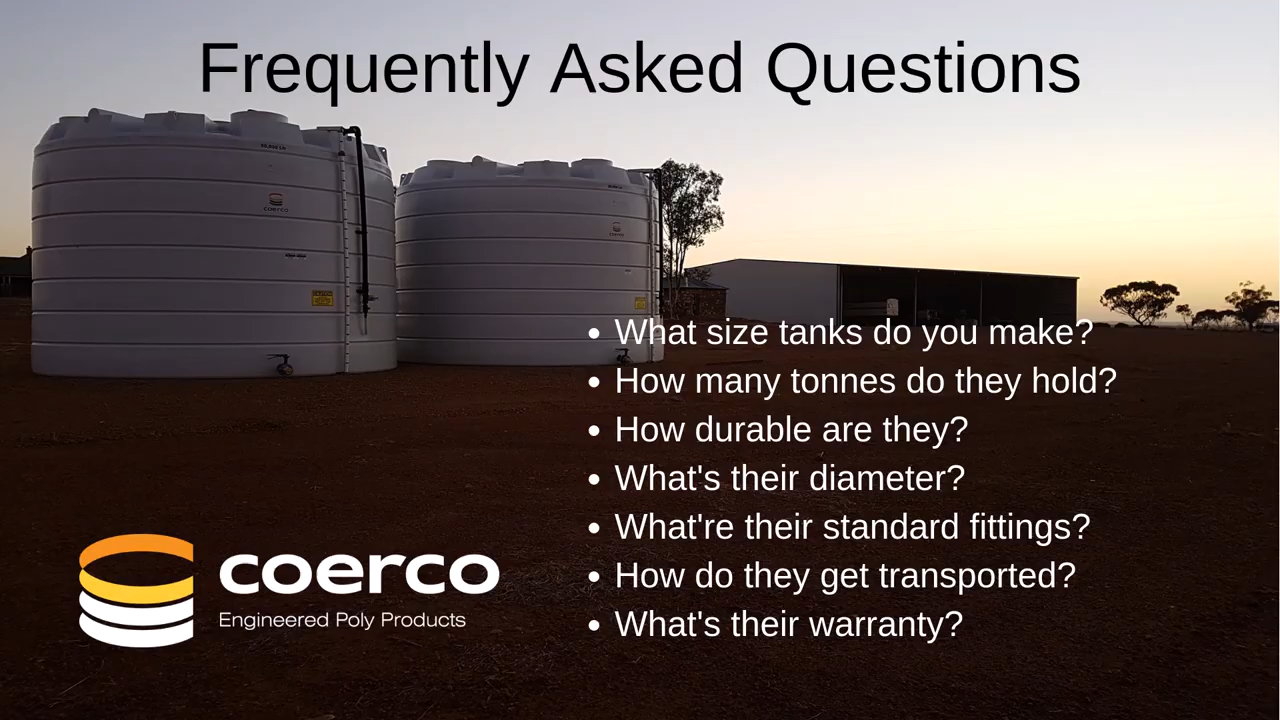 Frequently Asked Questions
coerco
coerco
• What size tanks do you make?
• How many tonnes do they hold?
• How durable are they?
• What's their diameter?
• What're their standard fittings?
• How do they get transported?
• What's their warranty?
coerco
Engineered Poly Products